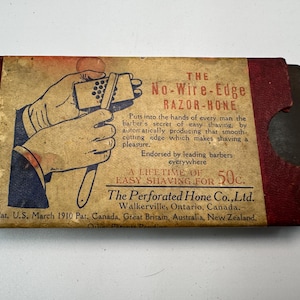 THE
No-Wire-Edge
RAZOR-HONE
Puts into the hands of every man the
barber's secret of easy shaving, by
automatically producing that smooth-
cutting edge which makes shaving a
pleasure.
Endorsed by leading barbers
everywhere
A LIFETIME OF
EASY SHAVING FOR 50c.
The Perforated Hone Co., Ltd.
Walkerville, Ontario, Canada.
Pat. U.S. March 1910 Pat. Canada, Great Britain, Australia, New Zealand.